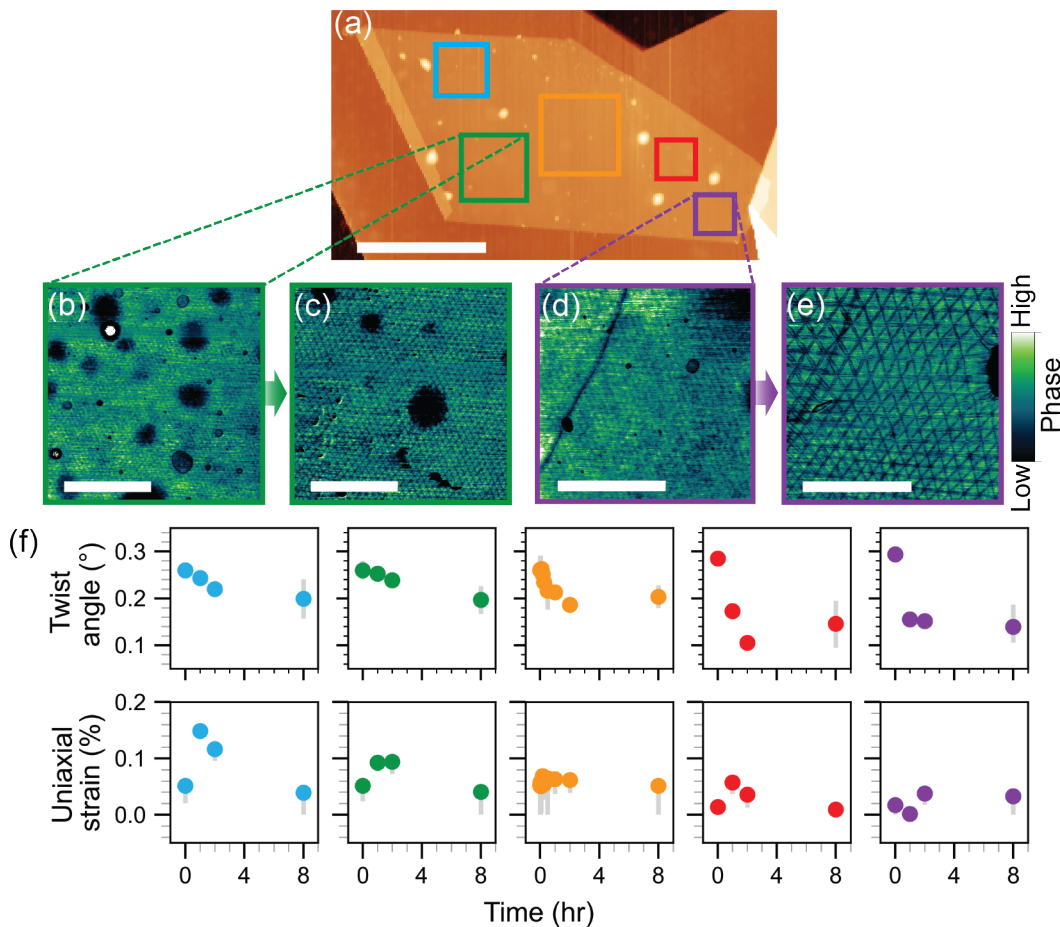 (a)
(b)
(c)
(d)
(e)
High
Phase
Low
(f)
Twist
angle (°)
0.3
0.2
0.1
Uniaxial
strain (%)
0.2
0.1
0.0
0 4 8 0 4 8 0 4 8 0 4 8 0 4 8
Time (hr)